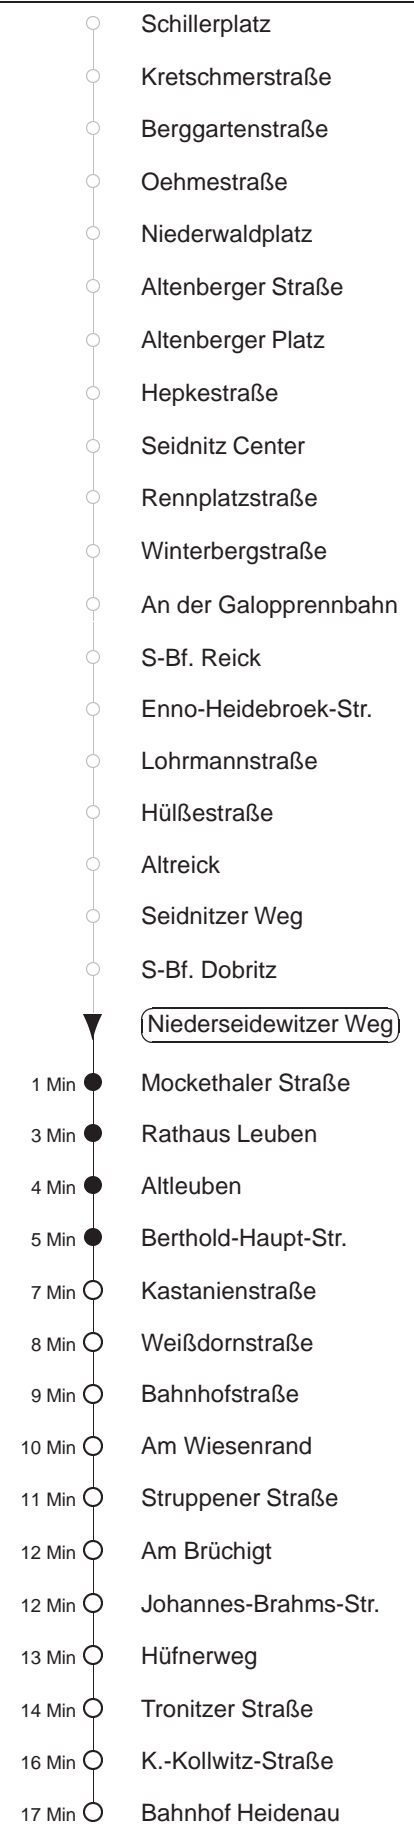 Schillerplatz
Kretschmerstraße
Berggartenstraße
Oehmestraße
Niederwaldplatz
Altenberger Straße
Altenberger Platz
Hepkestraße
Seidnitz Center
Rennplatzstraße
Winterbergstraße
An der Galopprennbahn
S-Bf. Reick
Enno-Heidebroek-Str.
Lohrmannstraße
Hülßestraße
Altreick
Seidnitzer Weg
S-Bf. Dobritz
Niederseidewitzer Weg
1 Min Mockethaler Straße
3 Min Rathaus Leuben
4 Min Altleuben
5 Min Berthold-Haupt-Str.
7 Min Kastanienstraße
8 Min Weißdornstraße
9 Min Bahnhofstraße
10 Min Am Wiesenrand
11 Min Struppener Straße
12 Min Am Brüchigt
12 Min Johannes-Brahms-Str.
13 Min Hüfnerweg
14 Min Tronitzer Straße
16 Min K.-Kollwitz-Straße
17 Min Bahnhof Heidenau